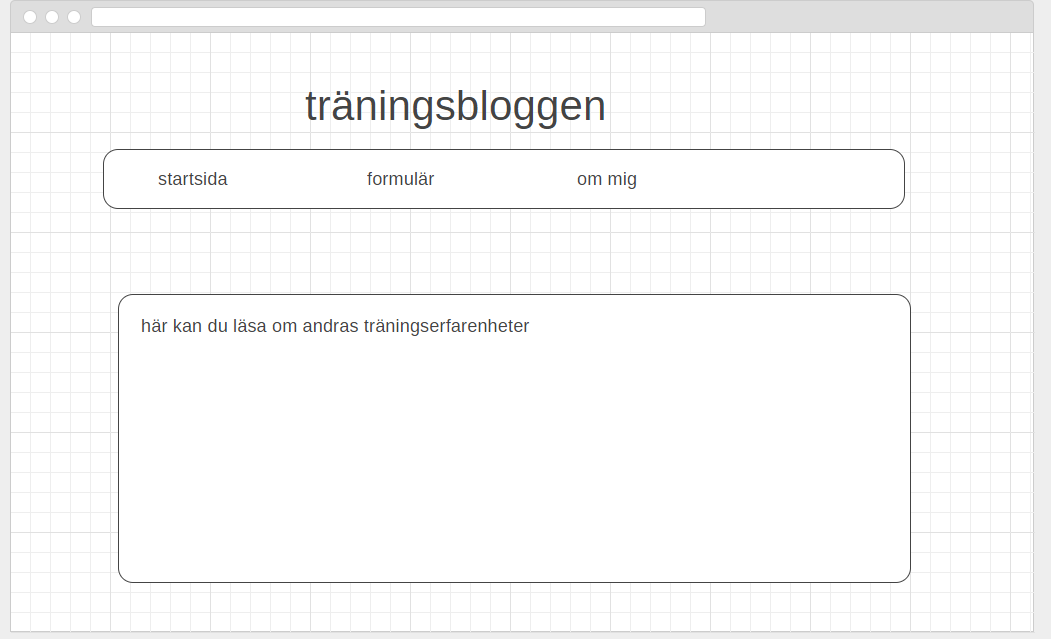 träningsbloggen
startsida formulär om mig
här kan du läsa om andras träningserfarenheter